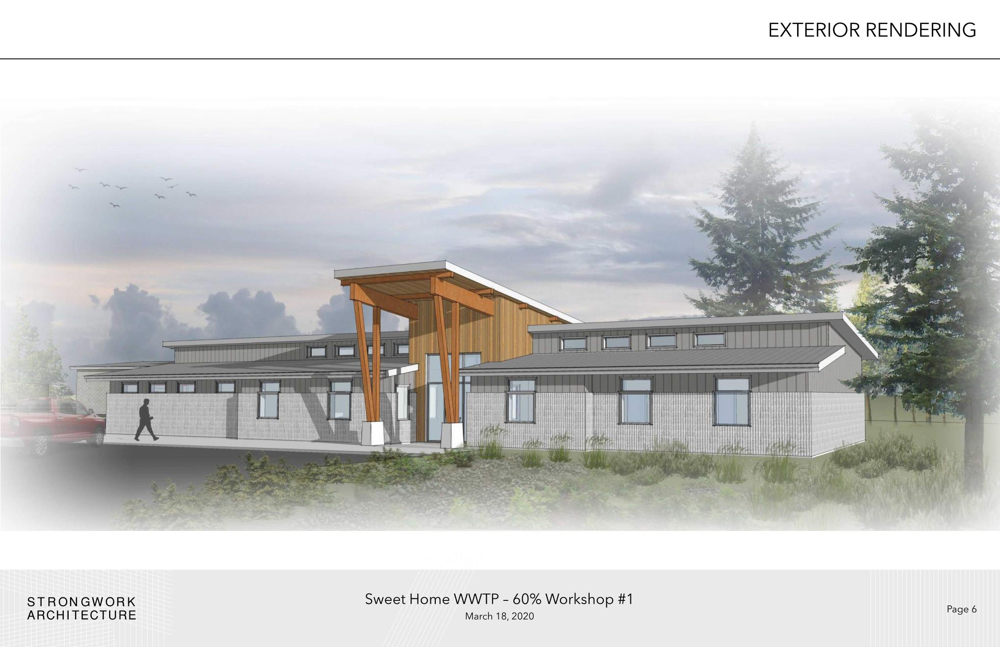 EXTERIOR RENDERING
STRONGWORK
ARCHITECTURE
Sweet Home WWTP – 60% Workshop #1
March 18, 2020
Page 6